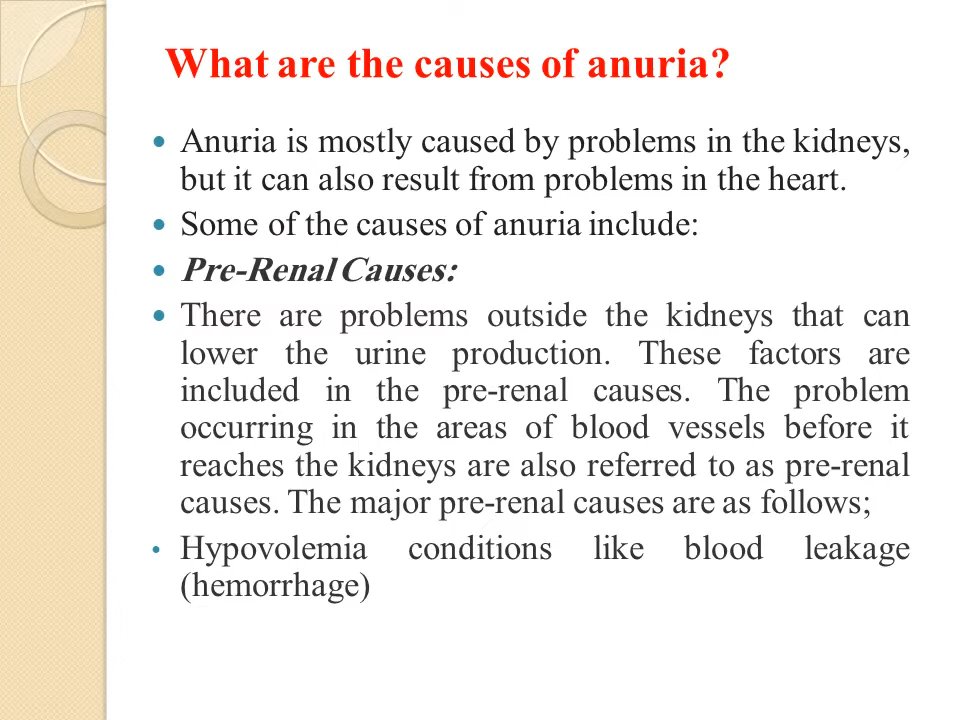 What are the causes of anuria?
• Anuria is mostly caused by problems in the kidneys,
but it can also result from problems in the heart.
• Some of the causes of anuria include:
• Pre-Renal Causes:
• There are problems outside the kidneys that can
lower the urine production. These factors are
included in the pre-renal causes. The problem
occurring in the areas of blood vessels before it
reaches the kidneys are also referred to as pre-renal
causes. The major pre-renal causes are as follows;
• Hypovolemia conditions like blood leakage
(hemorrhage)